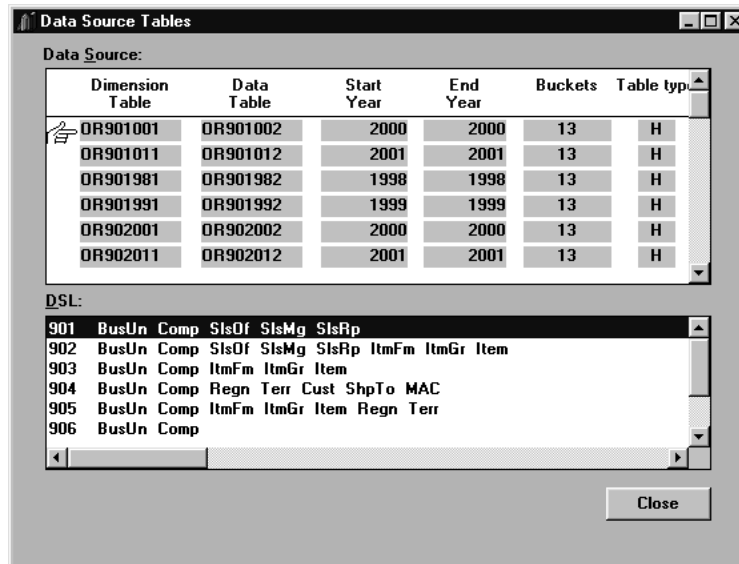 Data Source Tables
Data Source:
Dimension Table Data Table Start Year End Year Buckets Table type
OR901001 OR901002 2000 2000 13 H
OR901011 OR901012 2001 2001 13 H
OR901981 OR901982 1998 1998 13 H
OR901991 OR901992 1999 1999 13 H
OR902001 OR902002 2000 2000 13 H
OR902011 OR902012 2001 2001 13 H
DSL:
901 BusUn Comp SlsOf SlsMg SlsRp
902 BusUn Comp SlsOf SlsMg SlsRp ItmFm ItmGr Item
903 BusUn Comp ItmFm ItmGr Item
904 BusUn Comp Regn Terr Cust ShpTo MAC
905 BusUn Comp ItmFm ItmGr Item Regn Terr
906 BusUn Comp
Close